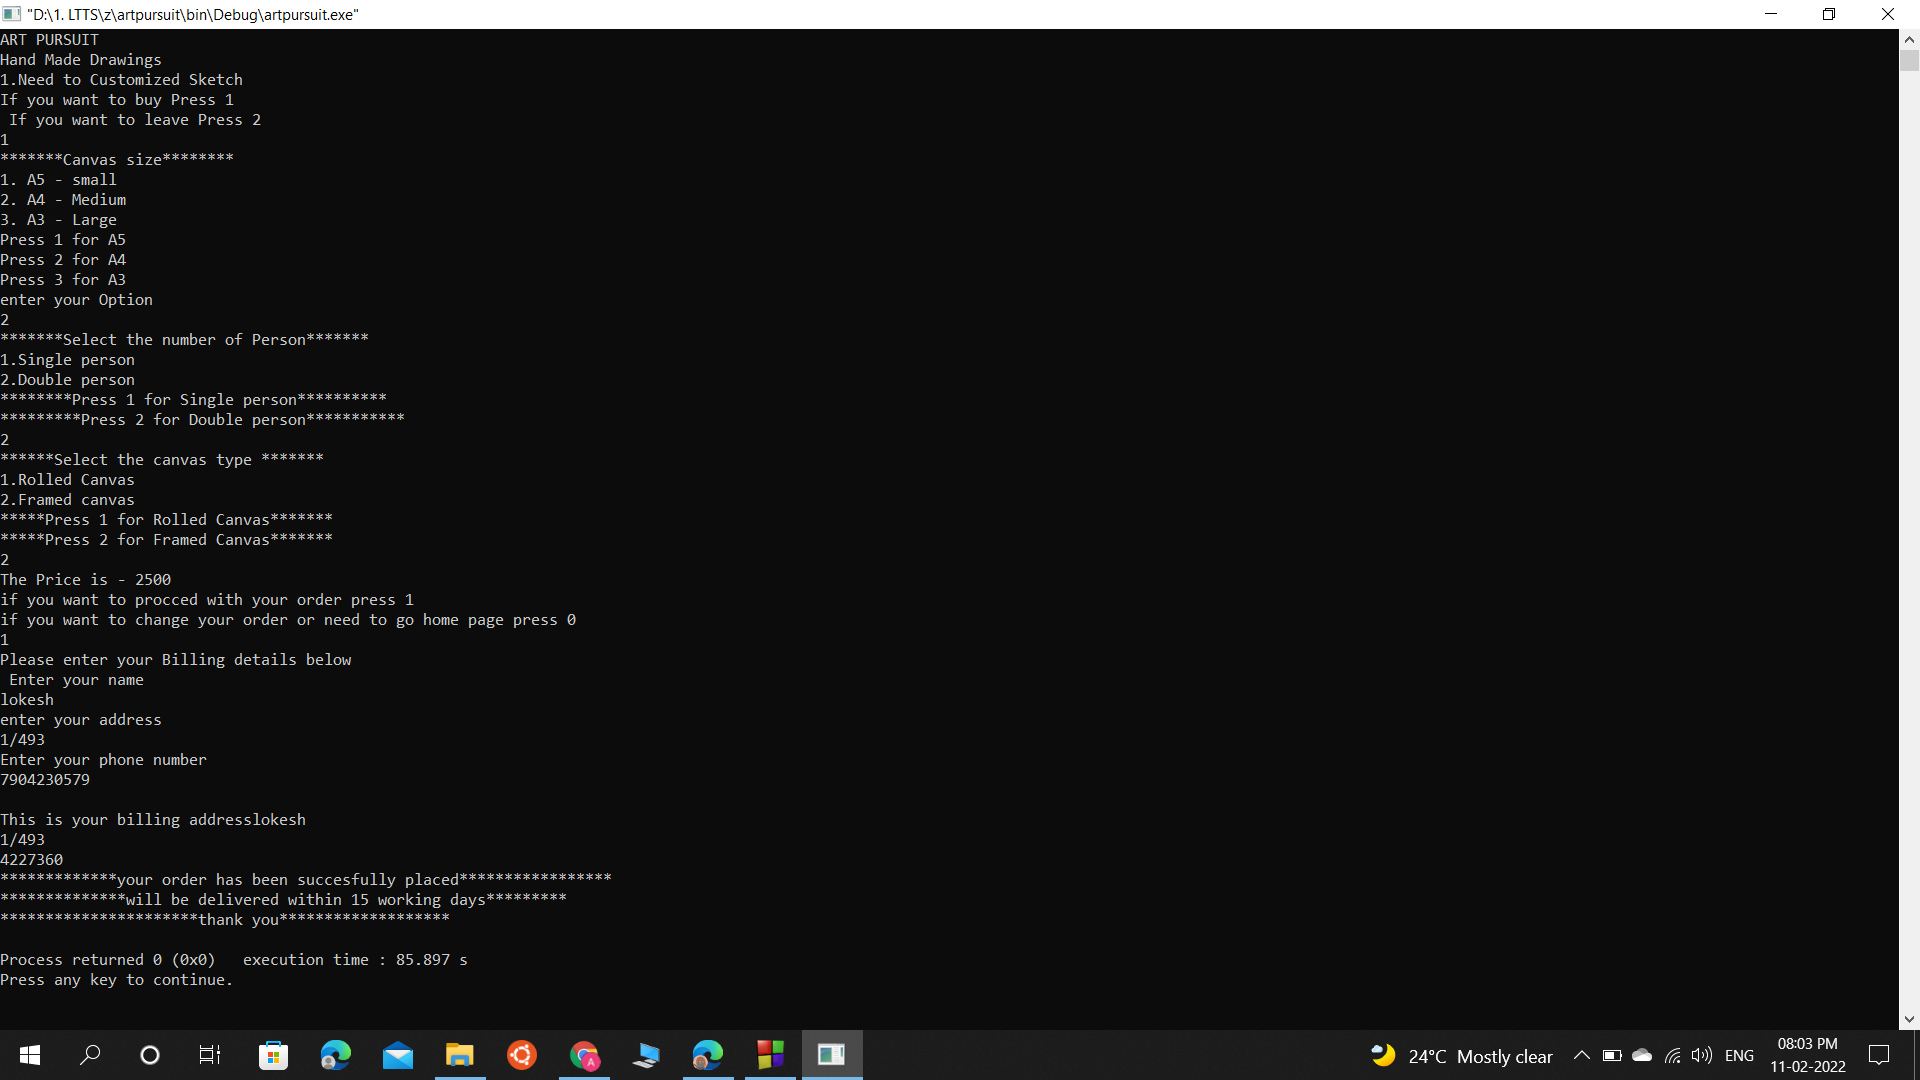 "D:\1. LTTS\z\artpursuit\bin\Debug\artpursuit.exe"
ART PURSUIT
Hand Made Drawings
1.Need to Customized Sketch
If you want to buy Press 1
 If you want to leave Press 2
1
*******Canvas size********
1. A5 - small
2. A4 - Medium
3. A3 - Large
Press 1 for A5
Press 2 for A4
Press 3 for A3
enter your Option
2
*******Select the number of Person*******
1.Single person
2.Double person
********Press 1 for Single person**********
*********Press 2 for Double person***********
2
******Select the canvas type *******
1.Rolled Canvas
2.Framed canvas
*****Press 1 for Rolled Canvas*******
*****Press 2 for Framed Canvas*******
2
The Price is - 2500
if you want to procced with your order press 1
if you want to change your order or need to go home page press 0
1
Please enter your Billing details below
 Enter your name
lokesh
enter your address
1/493
Enter your phone number
7904230579
This is your billing addresslokesh
1/493
4227360
*************your order has been succesfully placed*****************
**************will be delivered within 15 working days*********
**********************thank you*******************
Process returned 0 (0x0)   execution time : 85.897 s
Press any key to continue.
24°C Mostly clear
ENG
08:03 PM
11-02-2022